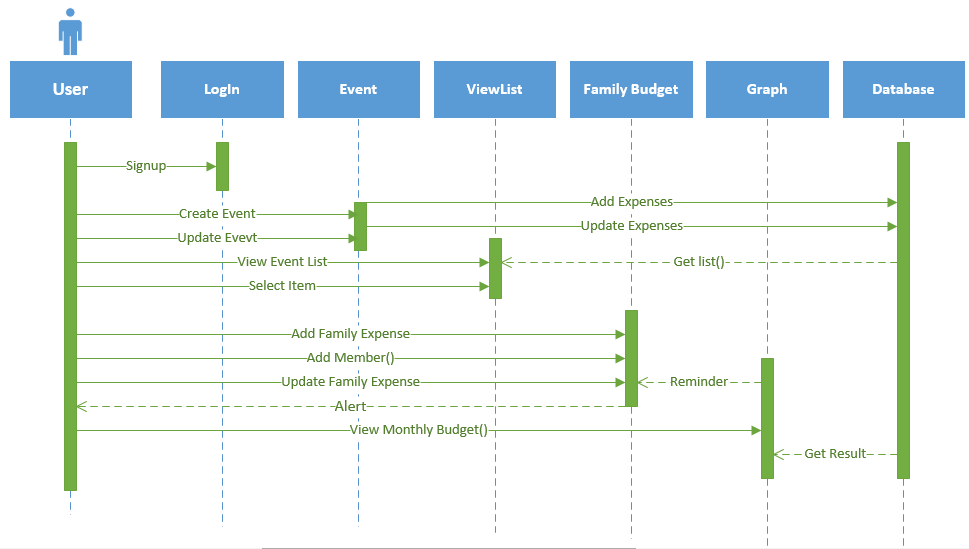 User
LogIn
Event
ViewList
Family Budget
Graph
Database
Signup
Add Expenses
Create Event
Update Expenses
Update Evevt
View Event List
Get list()
Select Item
Add Family Expense
Add Member()
Update Family Expense
Reminder
Alert
View Monthly Budget()
Get Result